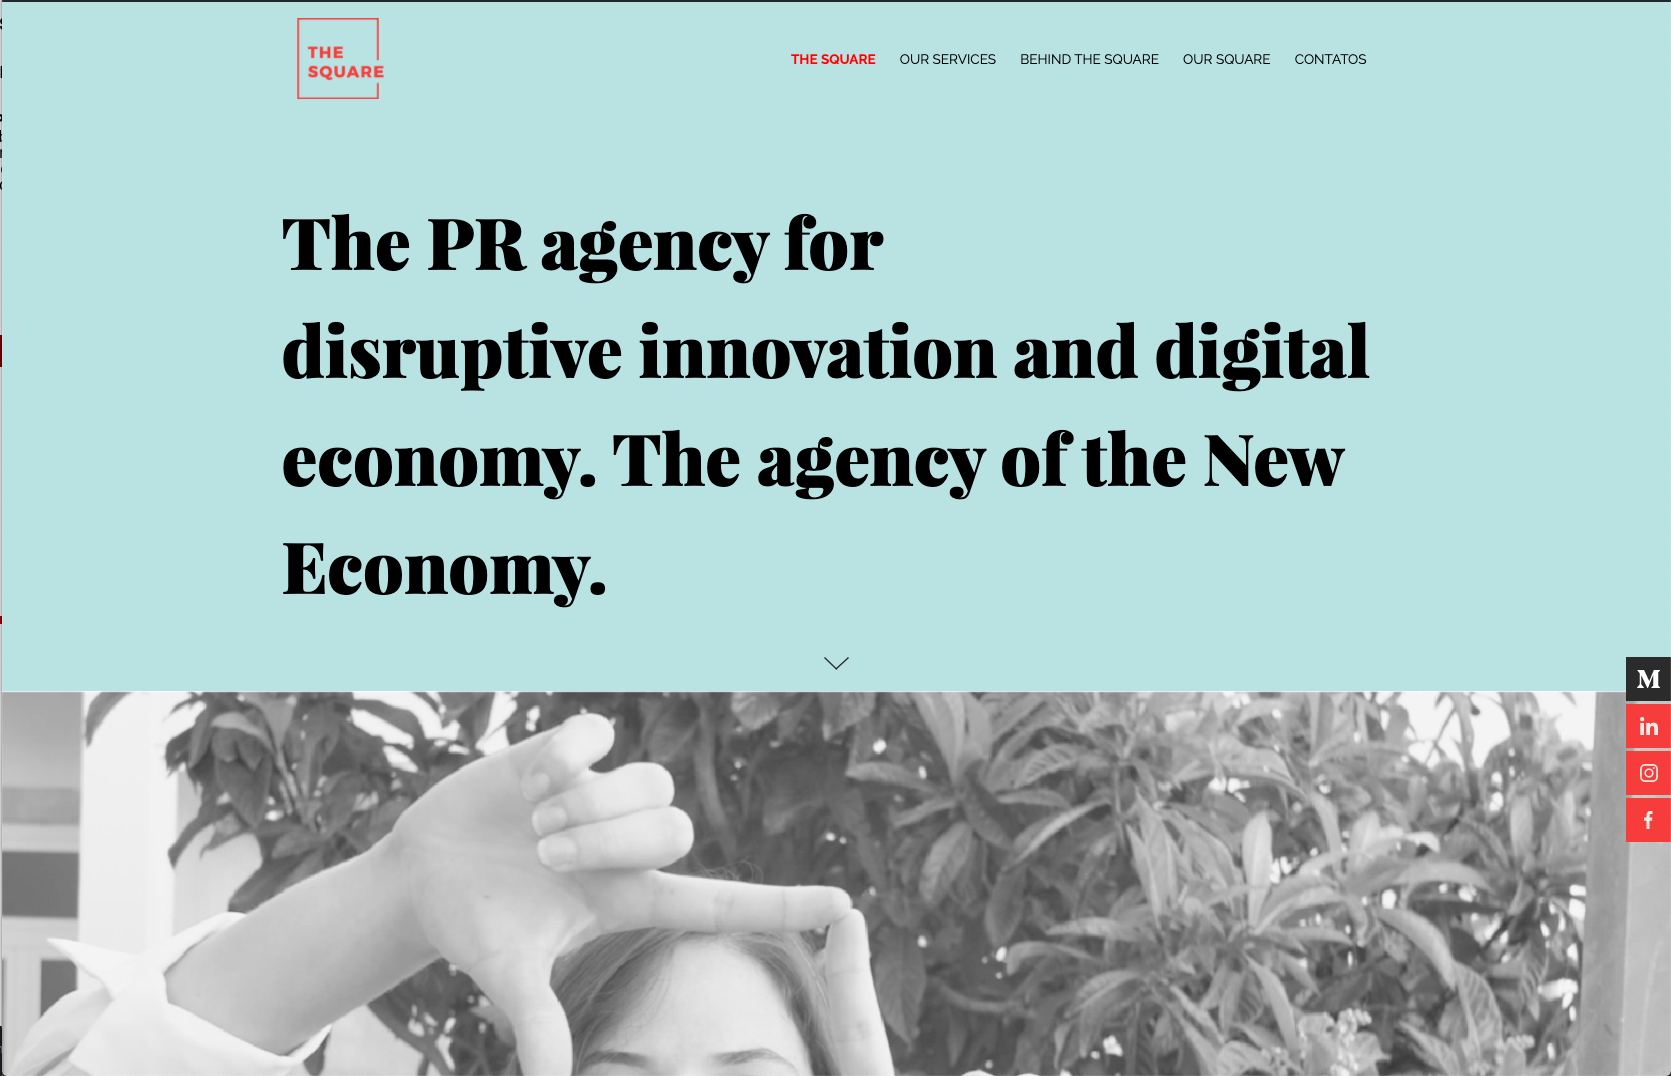 THE
SQUARE
THE SQUARE OUR SERVICES BEHIND THE SQUARE OUR SQUARE CONTATOS
The PR agency for
disruptive innovation and digital
economy. The agency of the New
Economy.
M
in
f